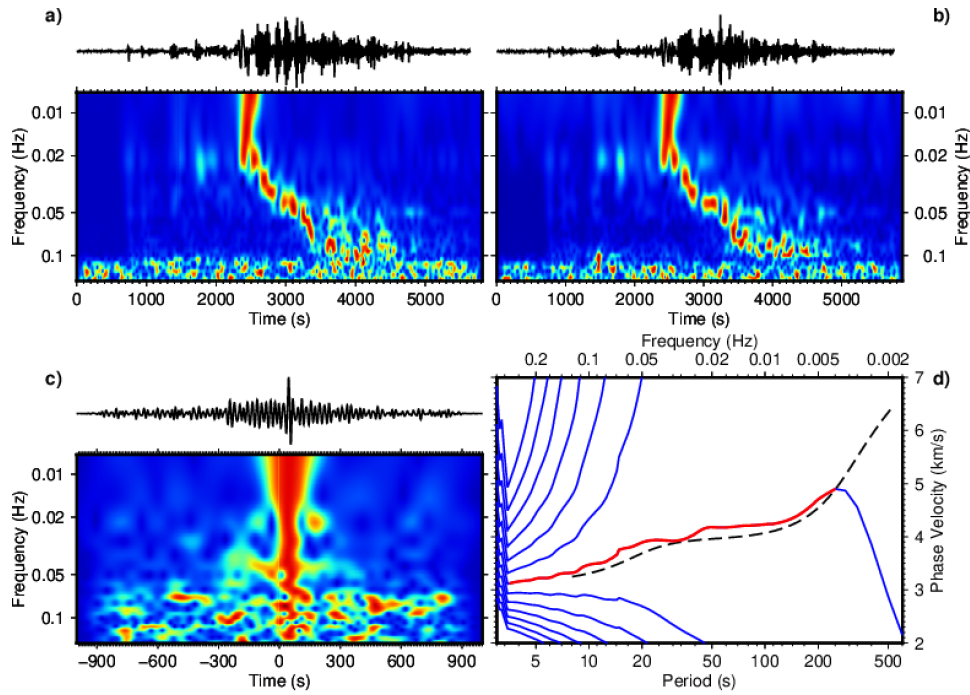 a)
b)
0.01
0.02
0.05
0.1
Frequency (Hz)
0 1000 2000 3000 4000 5000
Time (s)
0.01
0.02
0.05
0.1
Frequency (Hz)
0 1000 2000 3000 4000 5000
Time (s)
c)
0.01
0.02
0.05
0.1
Frequency (Hz)
−900 −600 −300 0 300 600 900
Time (s)
Frequency (Hz)
0.2 0.1 0.05 0.02 0.01 0.005 0.002
d)
7
6
5
4
3
2
Phase Velocity (km/s)
5 10 20 50 100 200 500
Period (s)